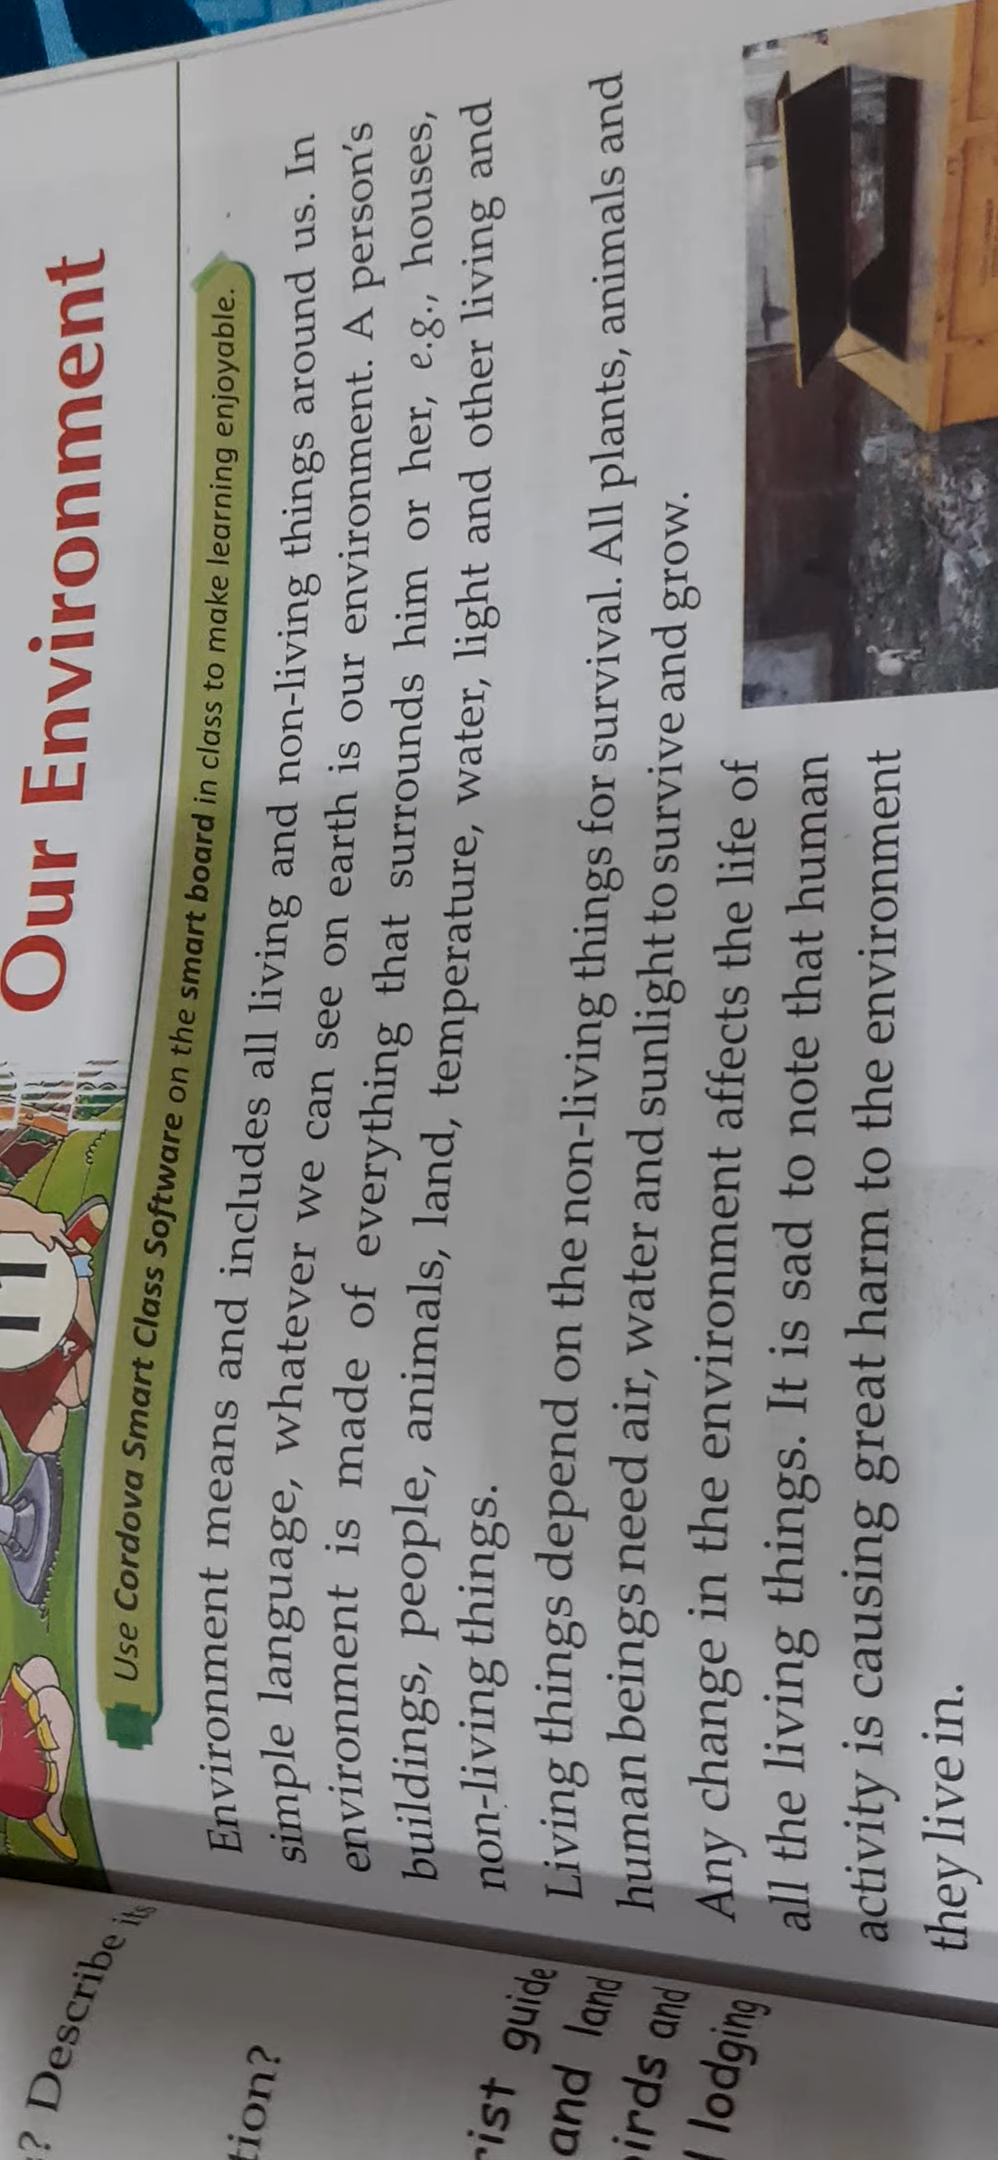 11
Our Environment
Use Cordova Smart Class Software on the smart board in class to make learning enjoyable.
Environment means and includes all living and non-living things around us. In
simple language, whatever we can see on earth is our environment. A person's
environment is made of everything that surrounds him or her, e.g., houses,
buildings, people, animals, land, temperature, water, light and other living and
non-living things.
Living things depend on the non-living things for survival. All plants, animals and
human beings need air, water and sunlight to survive and grow.
Any change in the environment affects the life of
all the living things. It is sad to note that human
activity is causing great harm to the environment
they live in.
? Describe its
tion?
rist guide
and land
irds and
lodging